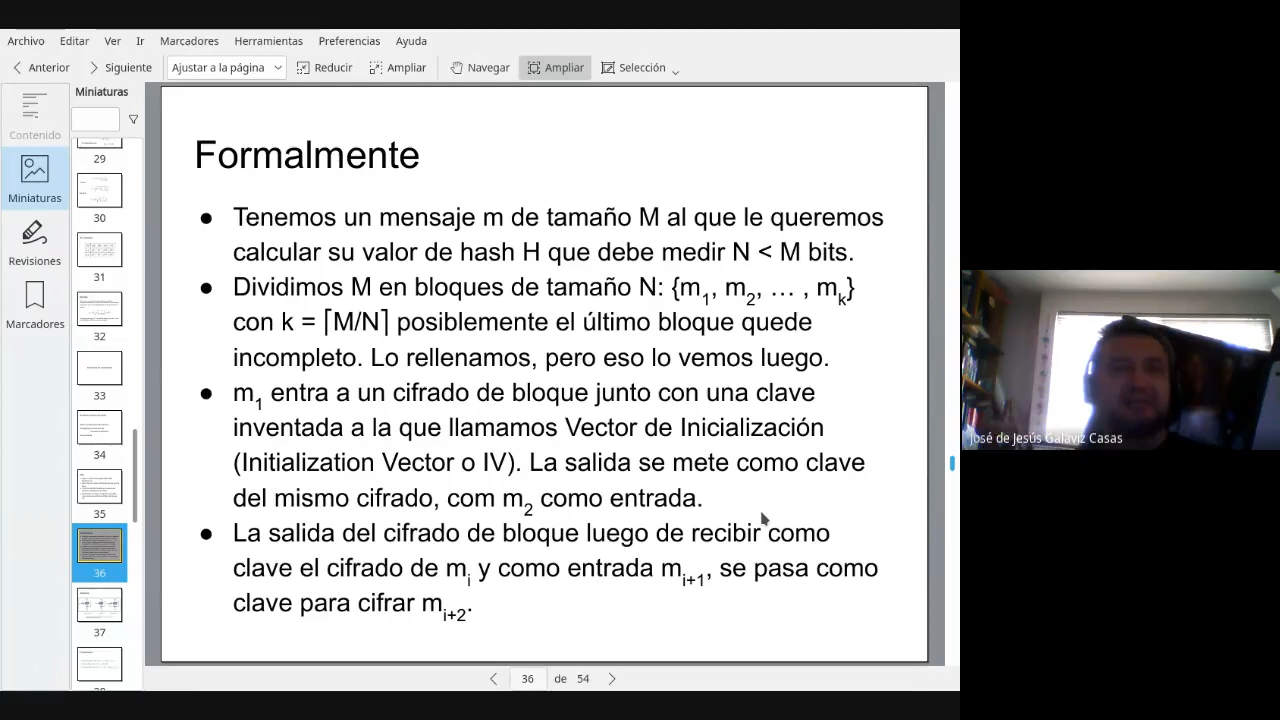 Archivo Editar Ver Ir Marcadores Herramientas Preferencias Ayuda
Anterior Siguiente Ajustar a la página Reducir Ampliar Navegar Ampliar Selección
Contenido
Miniaturas
Revisiones
Marcadores
Miniaturas
29
30
31
32
33
34
35
36
37
Formalmente
● Tenemos un mensaje m de tamaño M al que le queremos
calcular su valor de hash H que debe medir N < M bits.
● Dividimos M en bloques de tamaño N: {m1, m2, … , mk}
con k = ⌈M/N⌉ posiblemente el último bloque quede
incompleto. Lo rellenamos, pero eso lo vemos luego.
● m1 entra a un cifrado de bloque junto con una clave
inventada a la que llamamos Vector de Inicialización
(Initialization Vector o IV). La salida se mete como clave
del mismo cifrado, com m2 como entrada.
● La salida del cifrado de bloque luego de recibir como
clave el cifrado de mi y como entrada mi+1, se pasa como
clave para cifrar mi+2.
36 de 54
José de Jesús Galaviz Casas